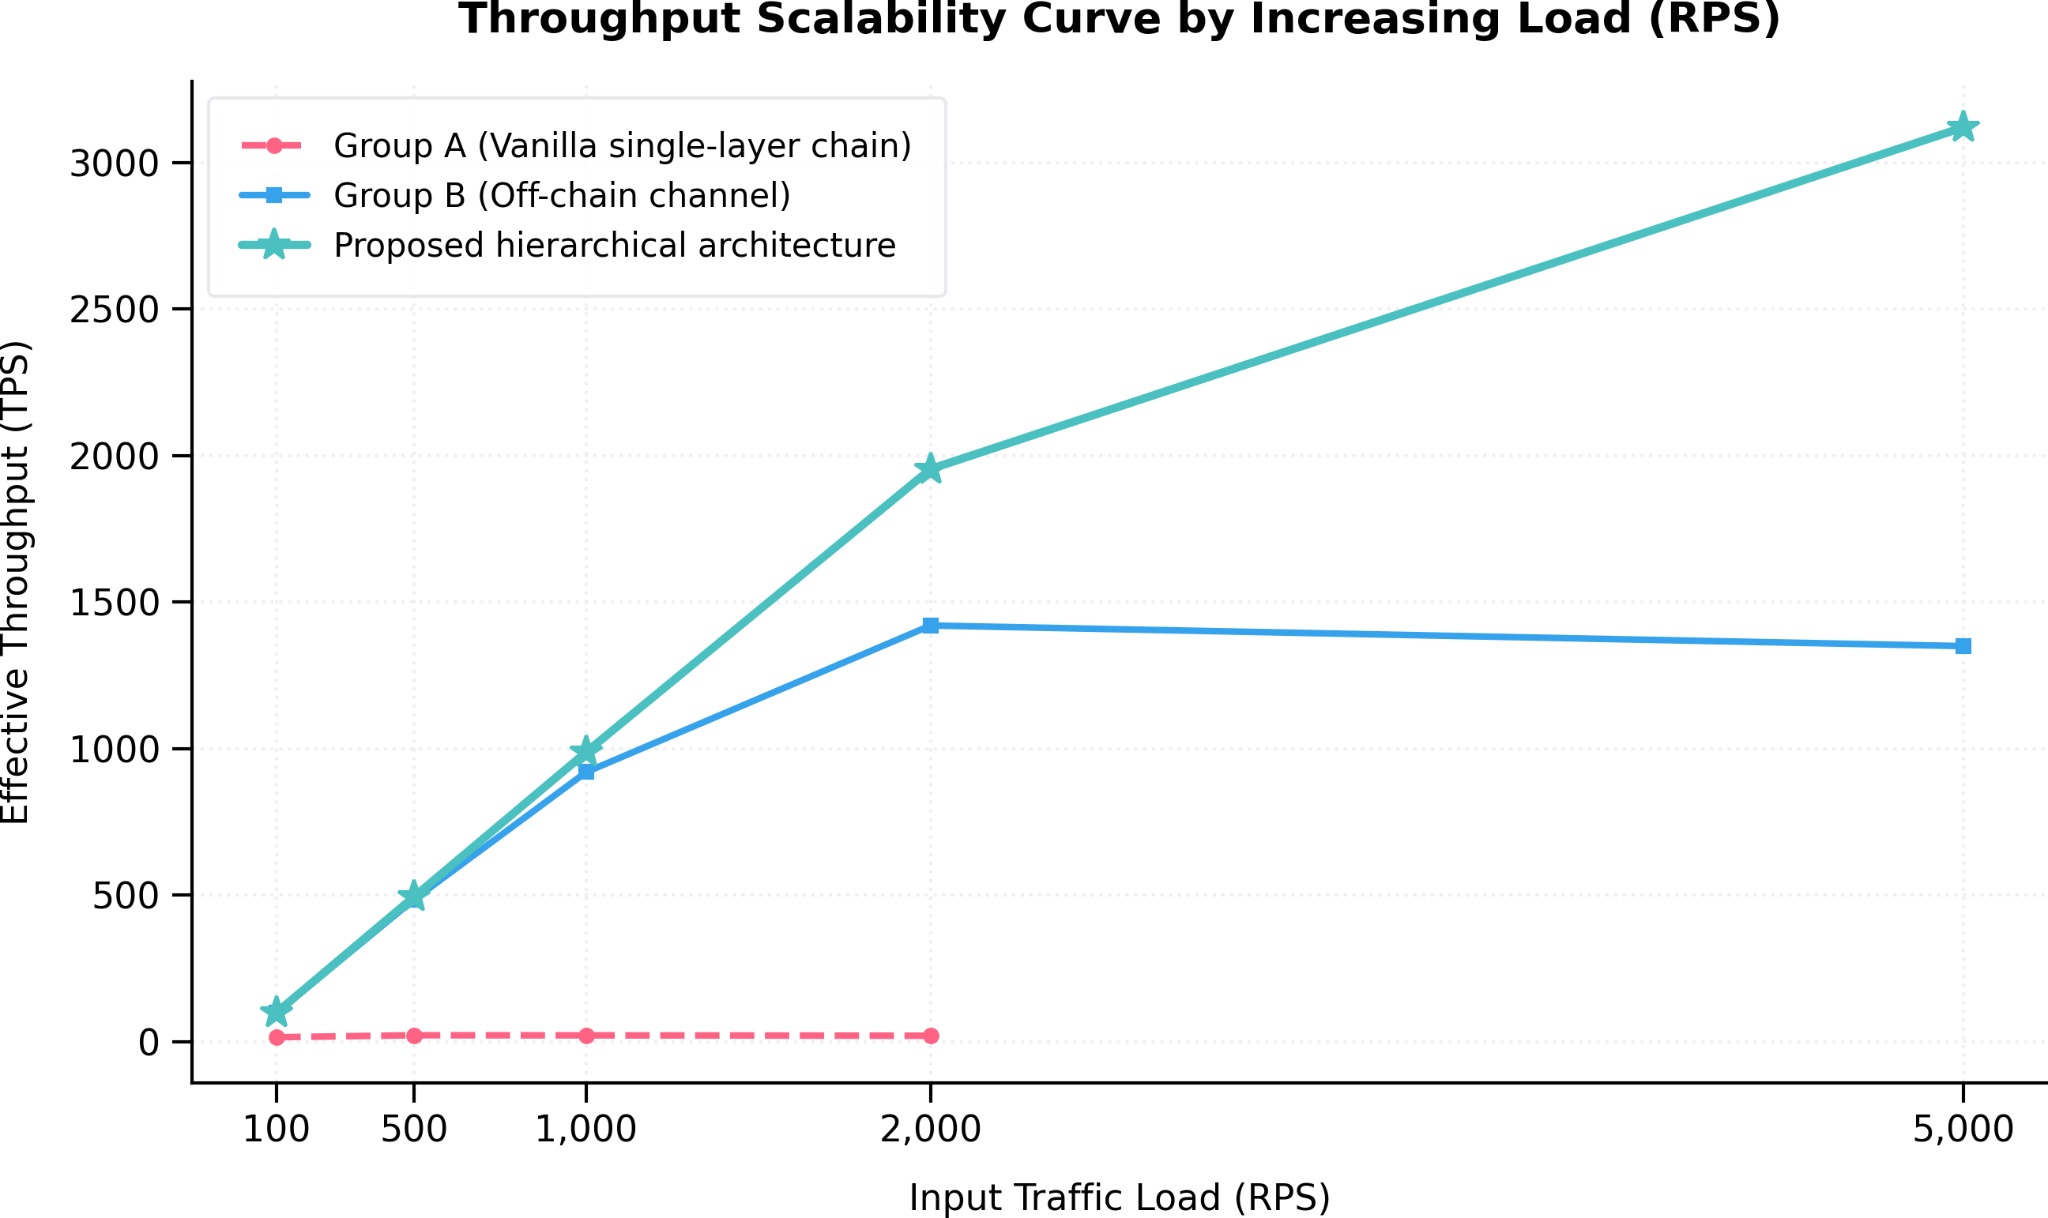 Throughput Scalability Curve by Increasing Load (RPS)
Group A (Vanilla single-layer chain)
Group B (Off-chain channel)
Proposed hierarchical architecture
Effective Throughput (TPS)
3000
2500
2000
1500
1000
500
0
100
500
1,000
2,000
5,000
Input Traffic Load (RPS)